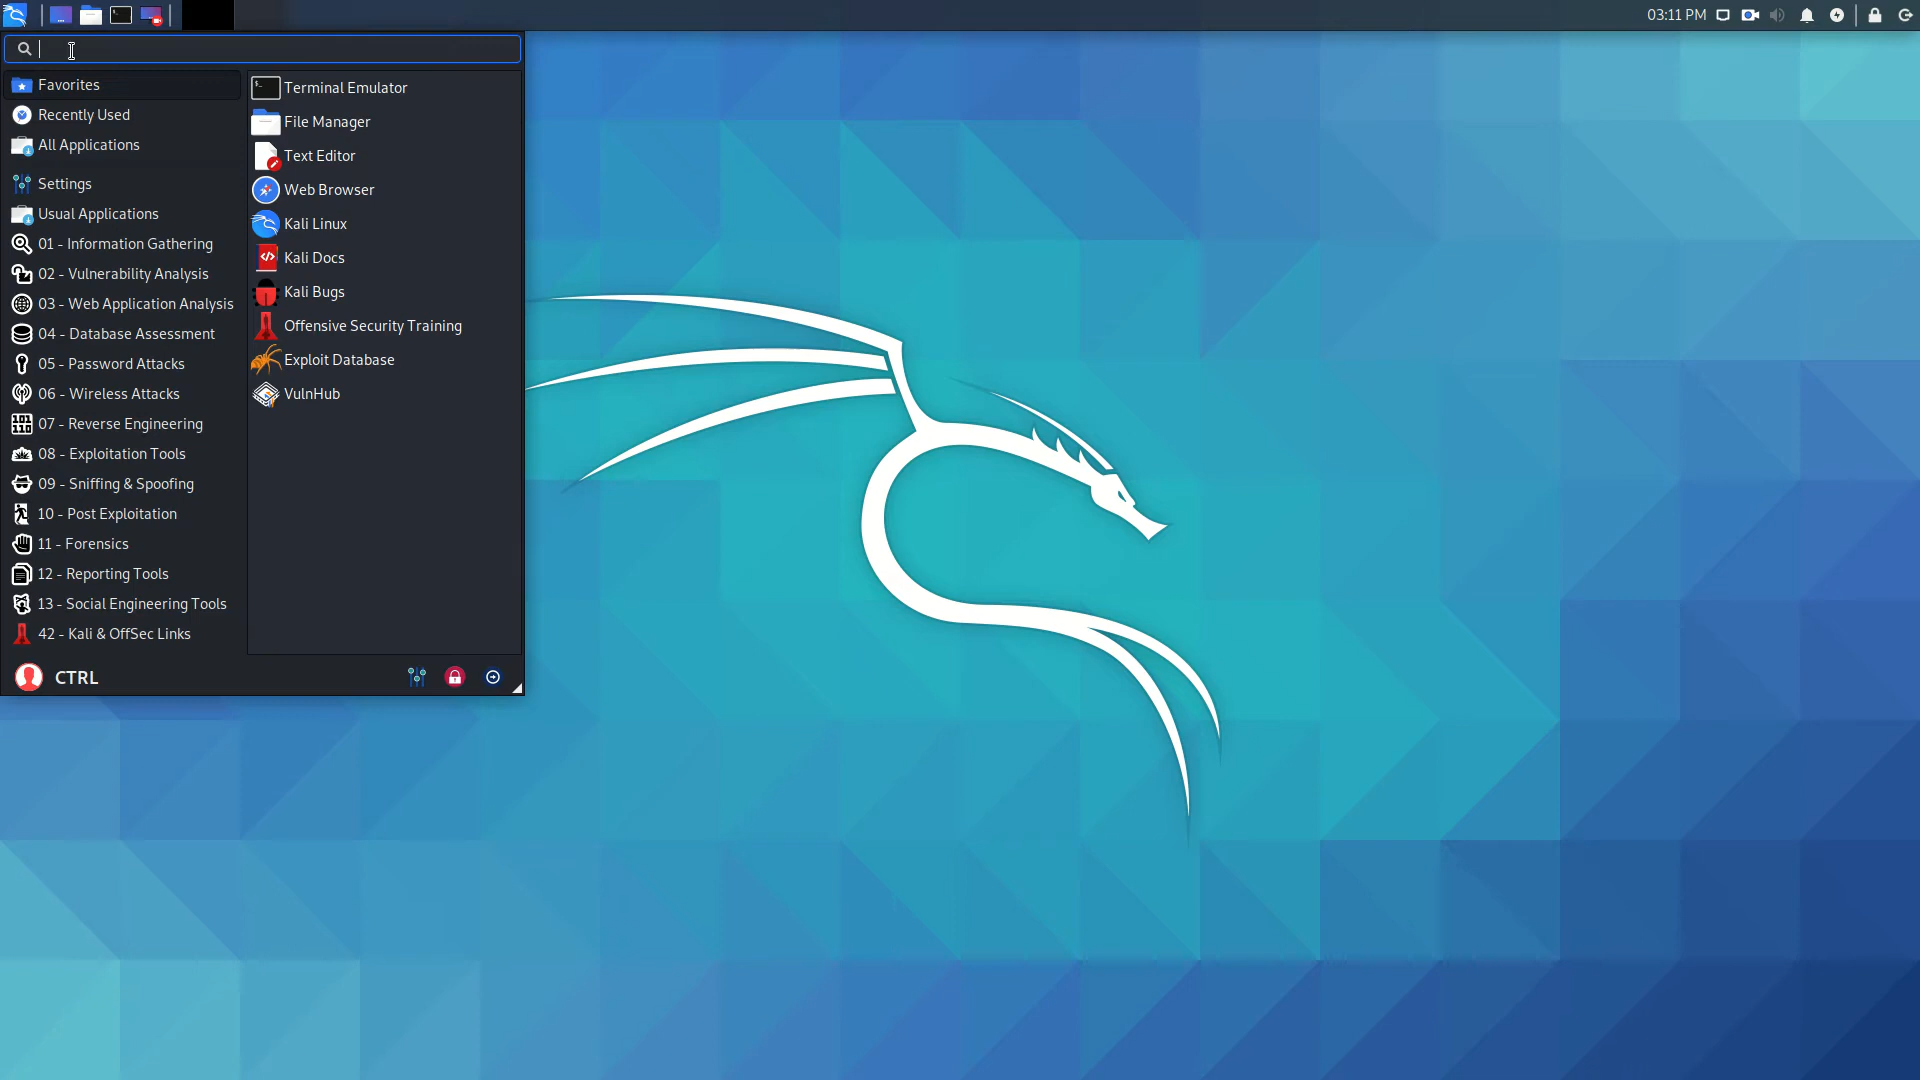 03:11 PM
Favorites
Recently Used
All Applications
Settings
Usual Applications
01 - Information Gathering
02 - Vulnerability Analysis
03 - Web Application Analysis
04 - Database Assessment
05 - Password Attacks
06 - Wireless Attacks
07 - Reverse Engineering
08 - Exploitation Tools
09 - Sniffing & Spoofing
10 - Post Exploitation
11 - Forensics
12 - Reporting Tools
13 - Social Engineering Tools
42 - Kali & OffSec Links
Terminal Emulator
File Manager
Text Editor
Web Browser
Kali Linux
Kali Docs
Kali Bugs
Offensive Security Training
Exploit Database
VulnHub
CTRL